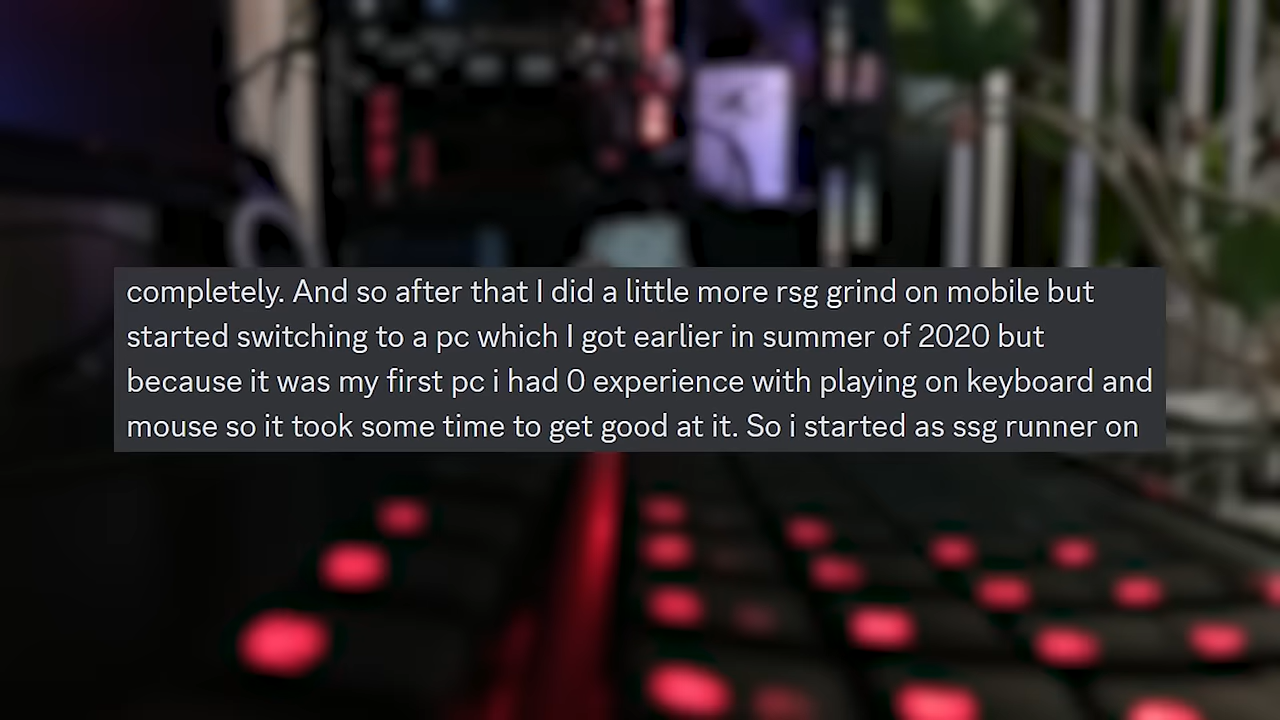 completely. And so after that I did a little more rsg grind on mobile but
started switching to a pc which I got earlier in summer of 2020 but
because it was my first pc i had 0 experience with playing on keyboard and
mouse so it took some time to get good at it. So i started as ssg runner on